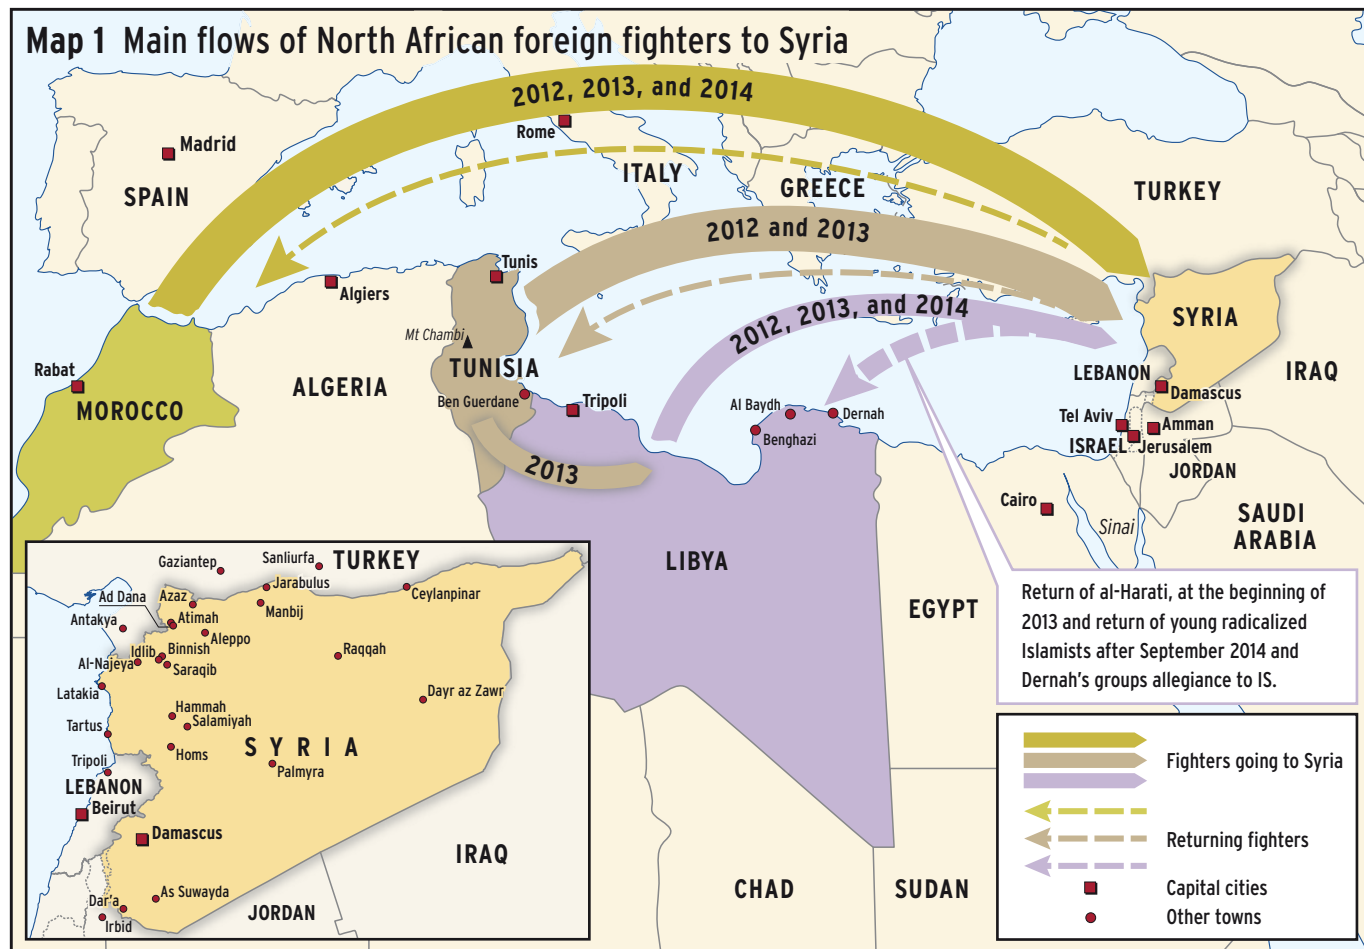 Map 1 Main flows of North African foreign fighters to Syria
2012, 2013, and 2014
Rome
Madrid
ITALY
SPAIN
GREECE
TURKEY
2012 and 2013
Tunis
Algiers
2012, 2013, and 2014
SYRIA
Mt Chambi
TUNISIA
IRAQ
Rabat
ALGERIA
LEBANON
Damascus
MOROCCO
Ben Guerdane
Tripoli
Al Baydh
Dernah
Tel Aviv
Amman
Benghazi
ISRAEL
Jerusalem
JORDAN
2013
Cairo
Sinai
SAUDI
ARABIA
LIBYA
EGYPT
Return of al-Harati, at the beginning of
2013 and return of young radicalized
Islamists after September 2014 and
Dernah's groups allegiance to IS.
CHAD
SUDAN
Gaziantep
Sanliurfa
TURKEY
Jarabulus
Ceylanpinar
Ad Dana
Azaz
Manbij
Antakya
Atimah
Aleppo
Idlib
Binnish
Raqqah
Al-Najeya
Saraqib
Latakia
Dayr az Zawr
Hammah
Salamiyah
Tartus
Homs
SYRIA
Palmyra
Tripoli
LEBANON
Beirut
Damascus
IRAQ
As Suwayda
Dar'a
Irbid
JORDAN
Fighters going to Syria
Returning fighters
Capital cities
Other towns